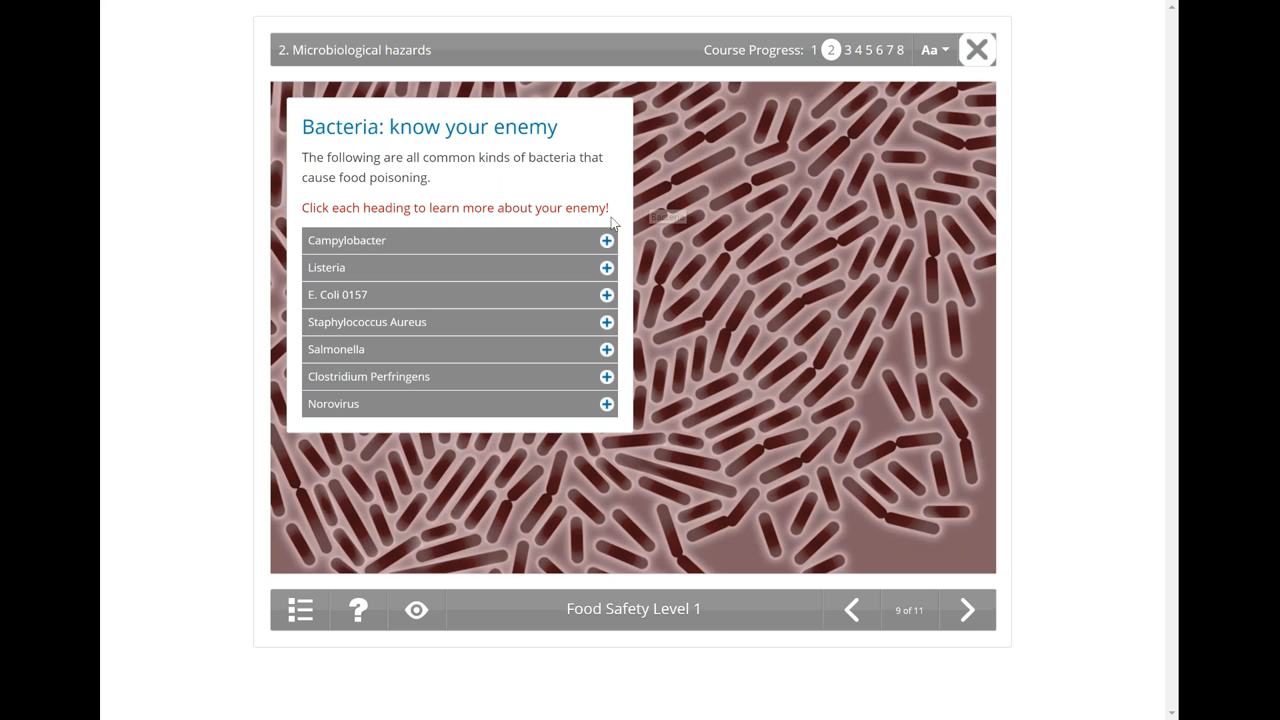 2. Microbiological hazards
Course Progress: 1 2 3 4 5 6 7 8
Aa
Bacteria: know your enemy
The following are all common kinds of bacteria that
cause food poisoning.
Click each heading to learn more about your enemy!
Bacteria
Campylobacter
Listeria
E. Coli 0157
Staphylococcus Aureus
Salmonella
Clostridium Perfringens
Norovirus
Food Safety Level 1
9 of 11